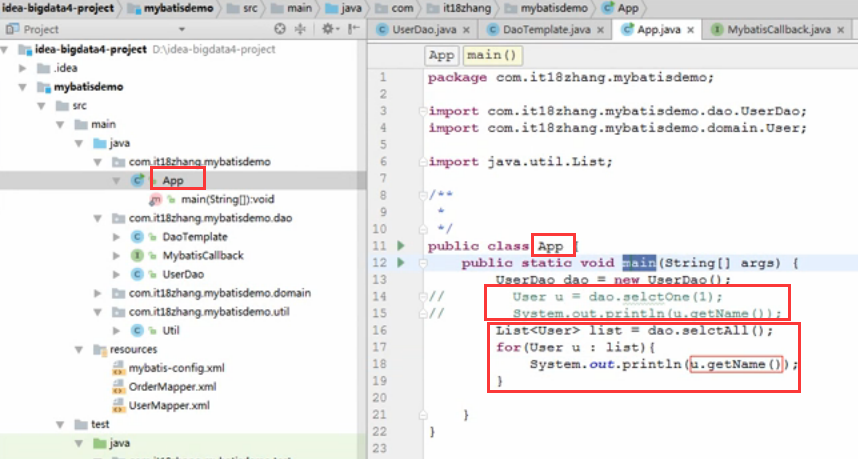 idea-bigdata4-project mybatisdemo src main java com it18zhang mybatisdemo App
Project
UserDao.java DaoTemplate.java App.java MybatisCallback.java
idea-bigdata4-project D:\idea-bigdata4-project
.idea
mybatisdemo
src
main
java
com.it18zhang.mybatisdemo
App
main(String[]):void
com.it18zhang.mybatisdemo.dao
DaoTemplate
MybatisCallback
UserDao
com.it18zhang.mybatisdemo.domain
com.it18zhang.mybatisdemo.util
Util
resources
mybatis-config.xml
OrderMapper.xml
UserMapper.xml
test
java
App main()
1 package com.it18zhang.mybatisdemo;
2
3 import com.it18zhang.mybatisdemo.dao.UserDao;
4 import com.it18zhang.mybatisdemo.domain.User;
5
6 import java.util.List;
7
8 /**
9 *
10 */
11 public class App {
12 public static void main(String[] args) {
13 UserDao dao = new UserDao();
14 // User u = dao.selctOne(1);
15 // System.out.println(u.getName());
16 List<User> list = dao.selctAll();
17 for(User u : list){
18 System.out.println(u.getName());
19 }
20
21 }
22 }
23